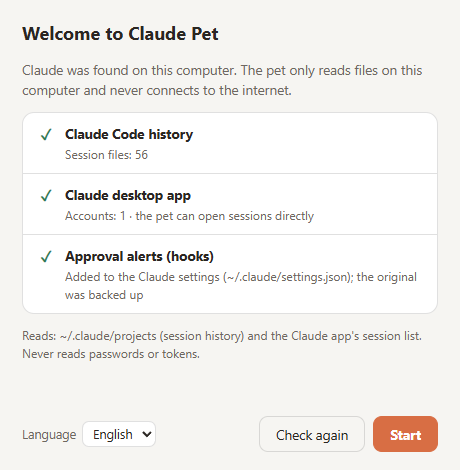 Welcome to Claude Pet
Claude was found on this computer. The pet only reads files on this
computer and never connects to the internet.
Claude Code history
Session files: 56
Claude desktop app
Accounts: 1 · the pet can open sessions directly
Approval alerts (hooks)
Added to the Claude settings (~/.claude/settings.json); the original
was backed up
Reads: ~/.claude/projects (session history) and the Claude app's session list.
Never reads passwords or tokens.
Language English Check again Start